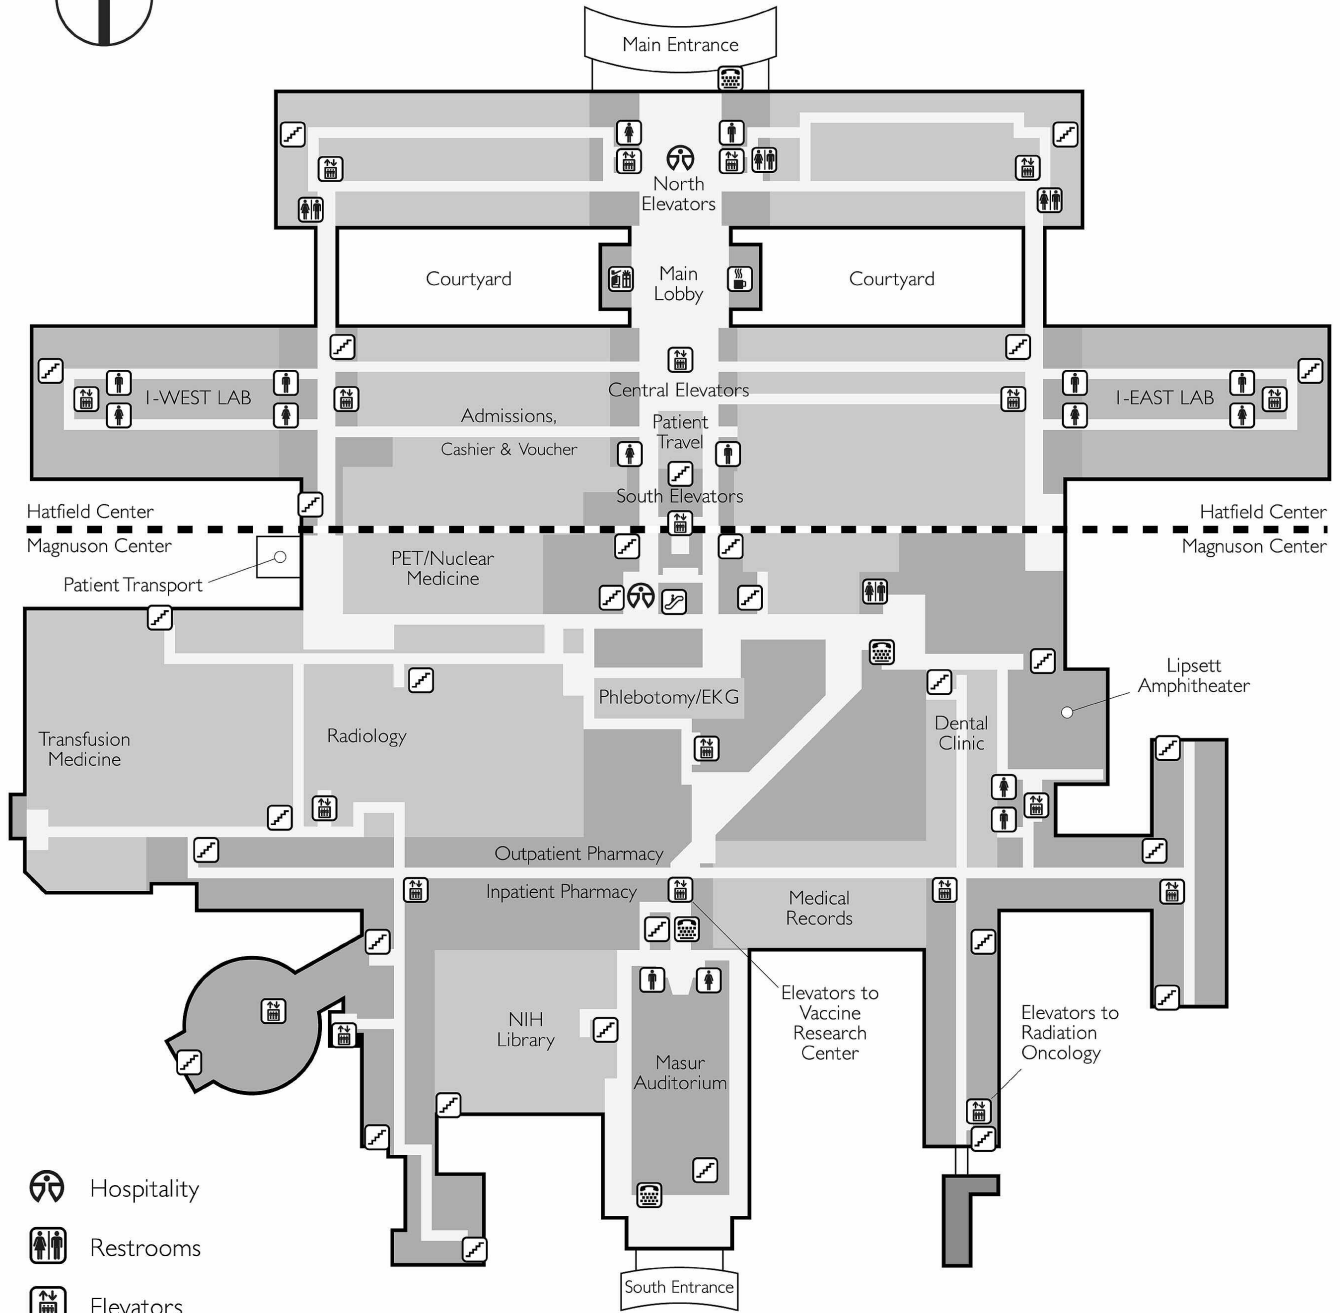 Main Entrance
North
Elevators
Courtyard
Main
Lobby
Courtyard
Central Elevators
1-WEST LAB
1-EAST LAB
Admissions,
Cashier & Voucher
Patient
Travel
South Elevators
Hatfield Center
Hatfield Center
Magnuson Center
Magnuson Center
PET/Nuclear
Medicine
Patient Transport
Lipsett
Amphitheater
Phlebotomy/EKG
Transfusion
Medicine
Radiology
Dental
Clinic
Outpatient Pharmacy
Inpatient Pharmacy
Medical
Records
Elevators to
Vaccine
Research
Center
Elevators to
Radiation
Oncology
NIH
Library
Masur
Auditorium
Hospitality
Restrooms
Elevators
South Entrance